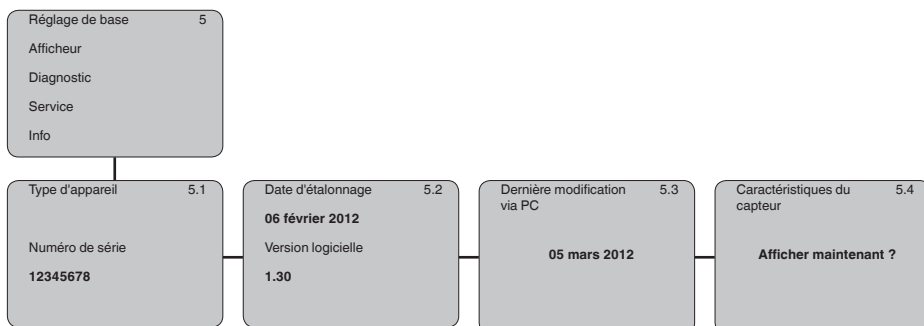 Réglage de base 5
Afficheur
Diagnostic
Service
Info
Type d'appareil 5.1
Numéro de série
12345678
Date d'étalonnage 5.2
06 février 2012
Version logicielle
1.30
Dernière modification 5.3
via PC
05 mars 2012
Caractéristiques du 5.4
capteur
Afficher maintenant ?